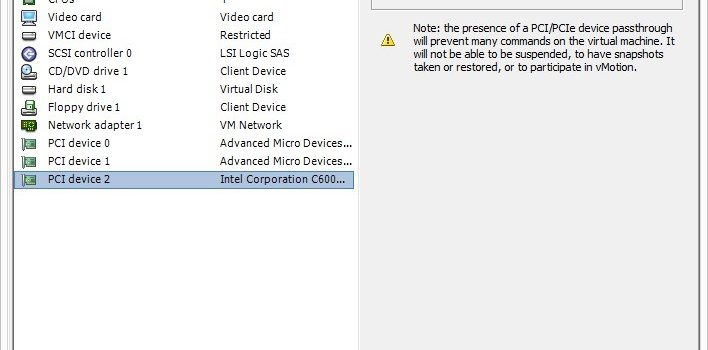 Video card Video card
VMCI device Restricted
SCSI controller 0 LSI Logic SAS
CD/DVD drive 1 Client Device
Hard disk 1 Virtual Disk
Floppy drive 1 Client Device
Network adapter 1 VM Network
PCI device 0 Advanced Micro Devices...
PCI device 1 Advanced Micro Devices...
PCI device 2 Intel Corporation C600...
Note: the presence of a PCI/PCIe device passthrough
will prevent many commands on the virtual machine. It
will not be able to be suspended, to have snapshots
taken or restored, or to participate in vMotion.